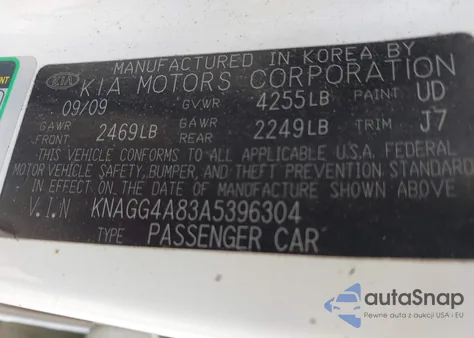 MANUFACTURED IN KOREA BY
KIA KIA MOTORS CORPORATION
09/09 GVWR 4255LB PAINT UD
GAWR FRONT 2469LB GAWR REAR 2249LB TRIM J7
THIS VEHICLE CONFORMS TO ALL APPLICABLE U.S.A. FEDERAL
MOTOR VEHICLE SAFETY, BUMPER, AND THEFT PREVENTION STANDARD
IN EFFECT ON THE DATE OF MANUFACTURE SHOWN ABOVE
V.I.N KNAGG4A83A5396304
TYPE PASSENGER CAR
autoSnap
Pewne auta z aukcji USA i EU